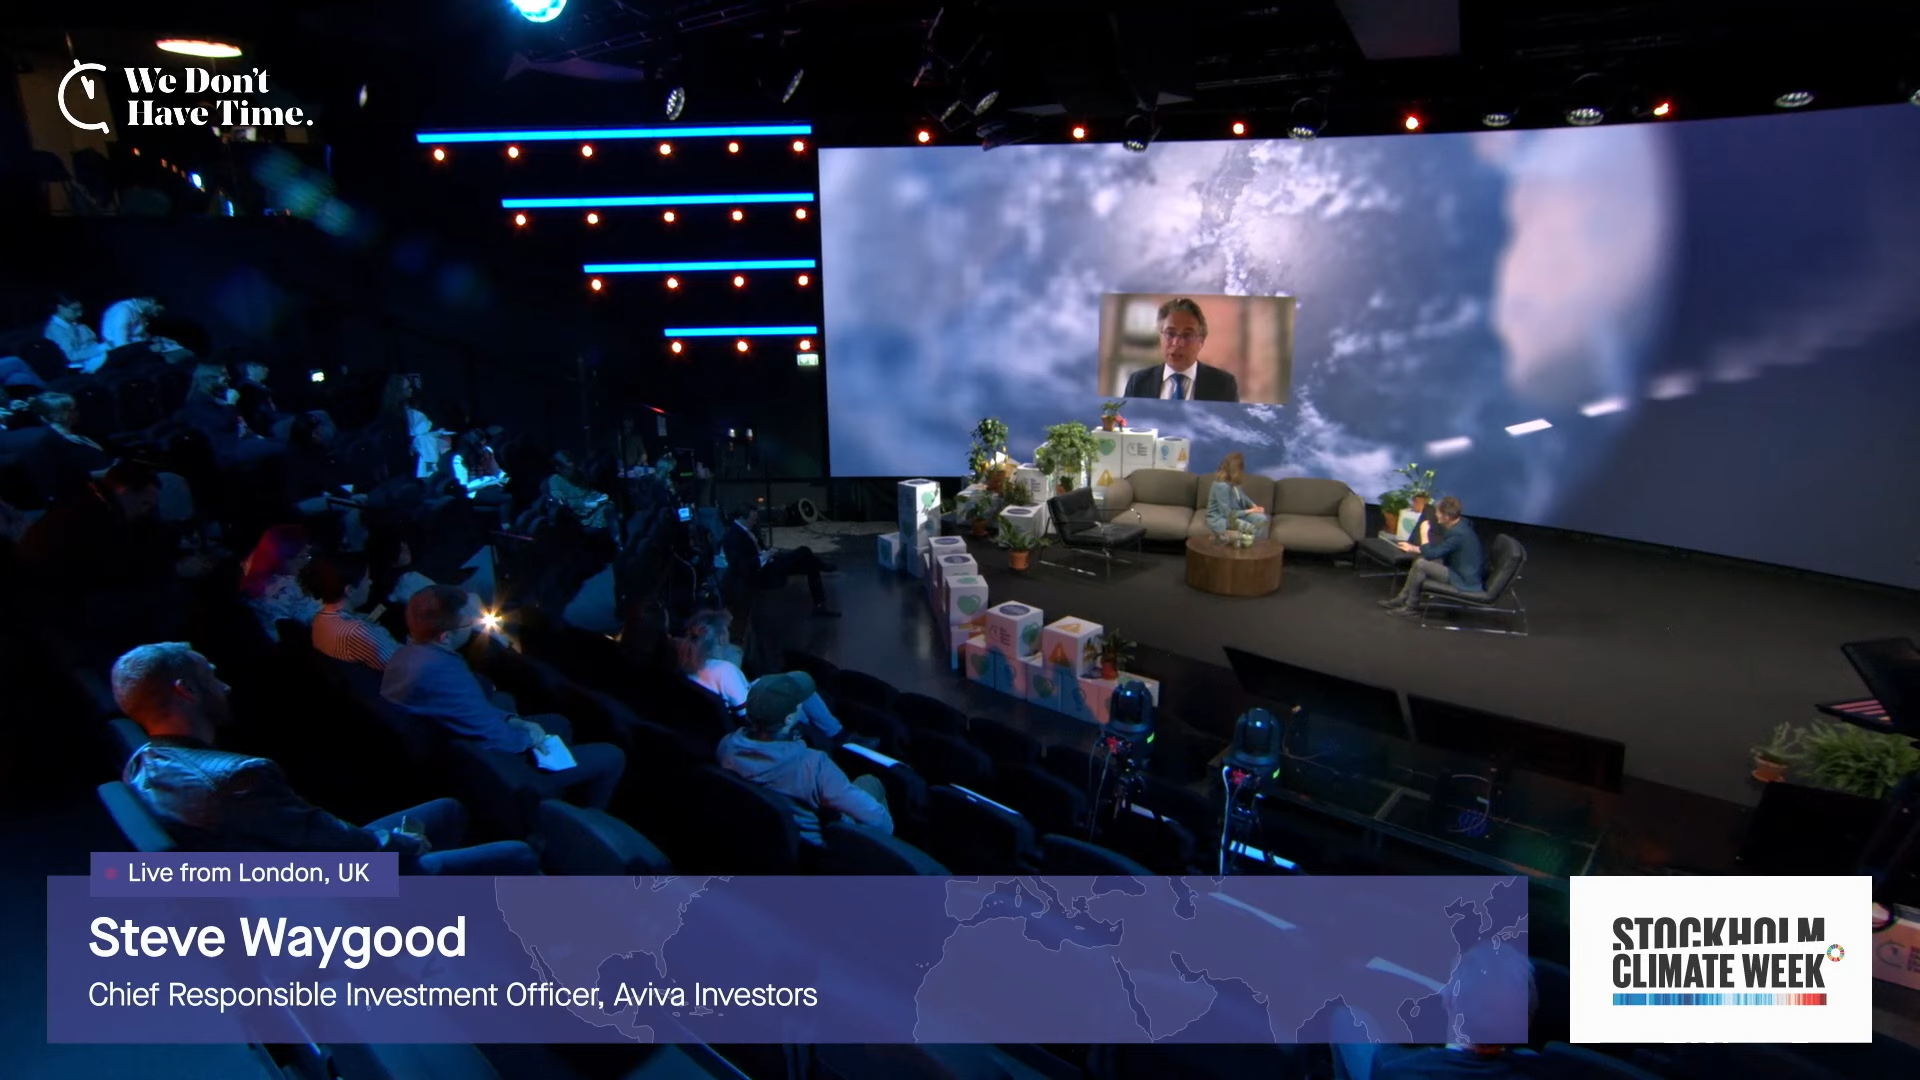 We Don't
Have Time.
Live from London, UK
Steve Waygood
Chief Responsible Investment Officer, Aviva Investors
STOCKHOLM
CLIMATE WEEK